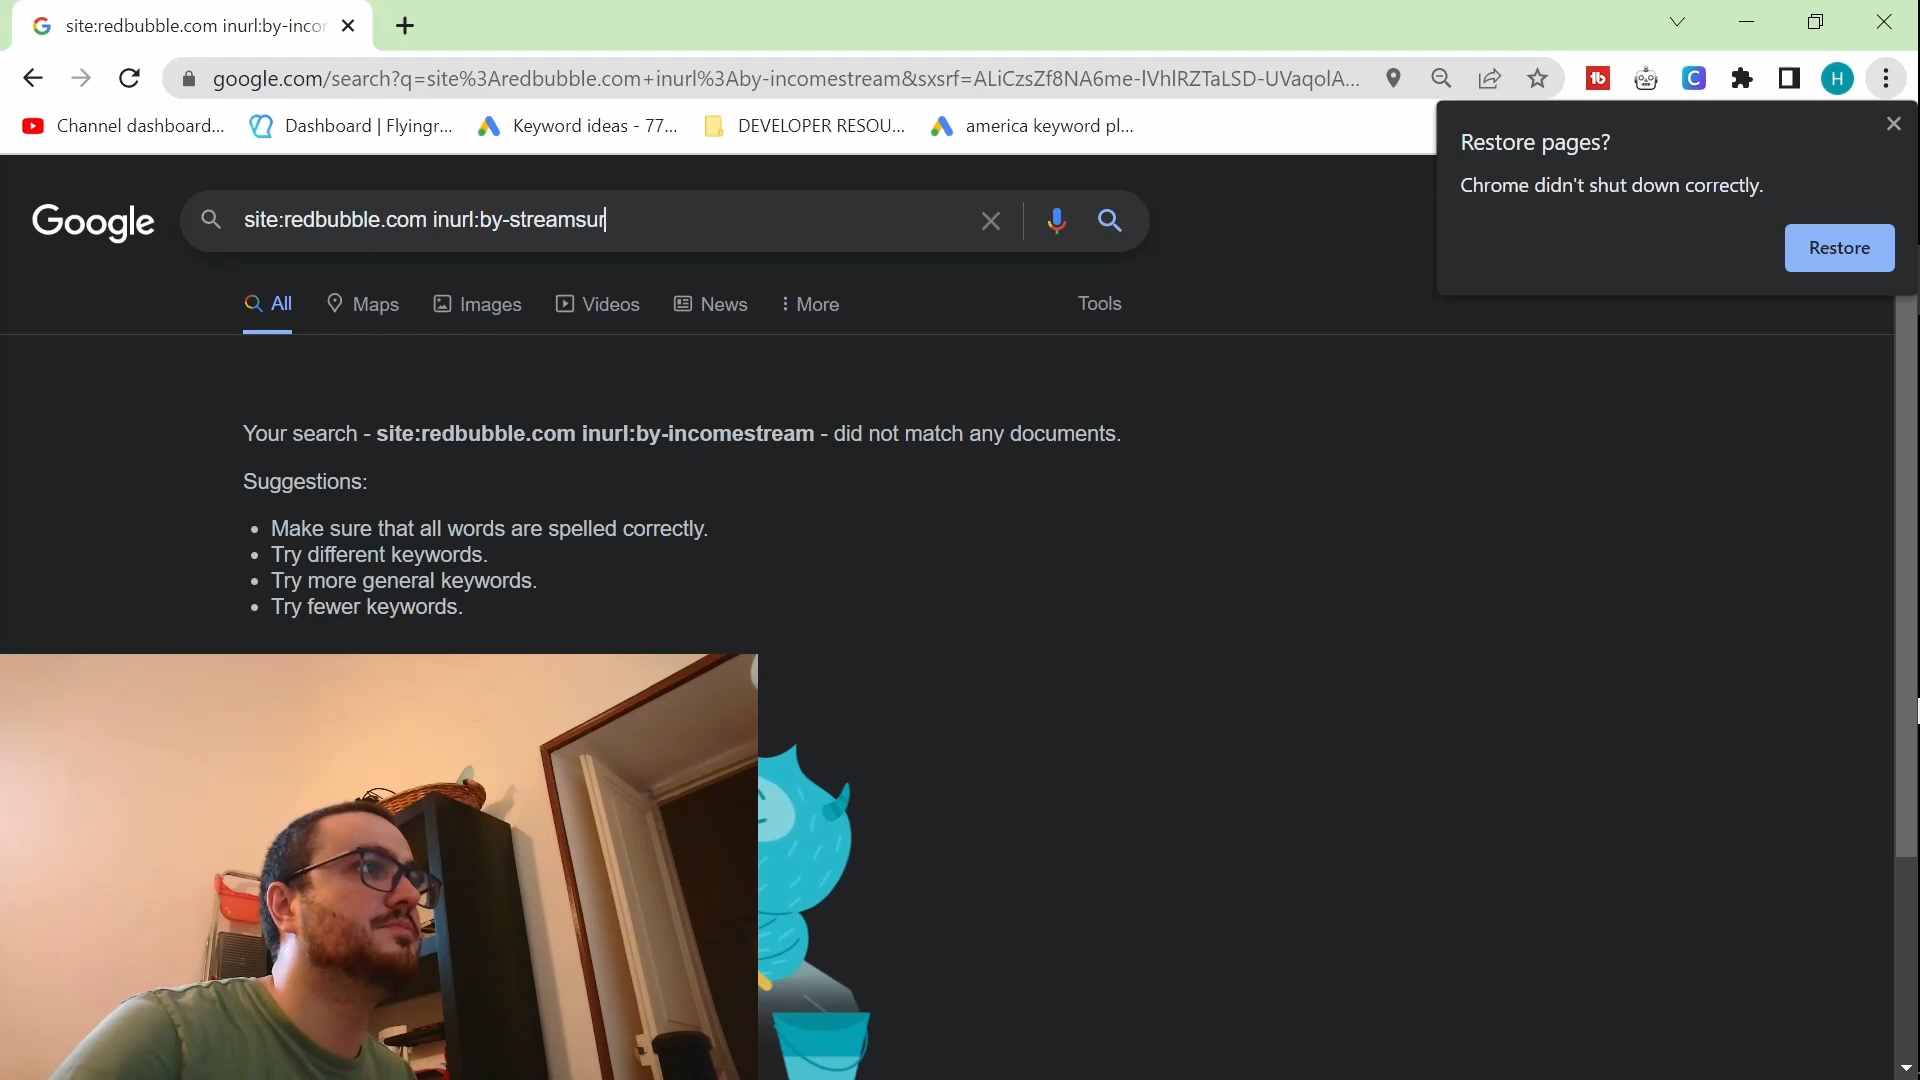 site:redbubble.com inurl:by-incor
google.com/search?q=site%3Aredbubble.com+inurl%3Aby-incomestream&sxsrf=ALiCzsZf8NA6me-lVhlRZTaLSD-UVaqolA...
tb
C
H
Channel dashboard...
Dashboard | Flyingr...
Keyword ideas - 77...
DEVELOPER RESOU...
america keyword pl...
Restore pages?
Chrome didn't shut down correctly.
Restore
Google
site:redbubble.com inurl:by-streamsur
All
Maps
Images
Videos
News
More
Tools
Your search - site:redbubble.com inurl:by-incomestream - did not match any documents.
Suggestions:
• Make sure that all words are spelled correctly.
• Try different keywords.
• Try more general keywords.
• Try fewer keywords.